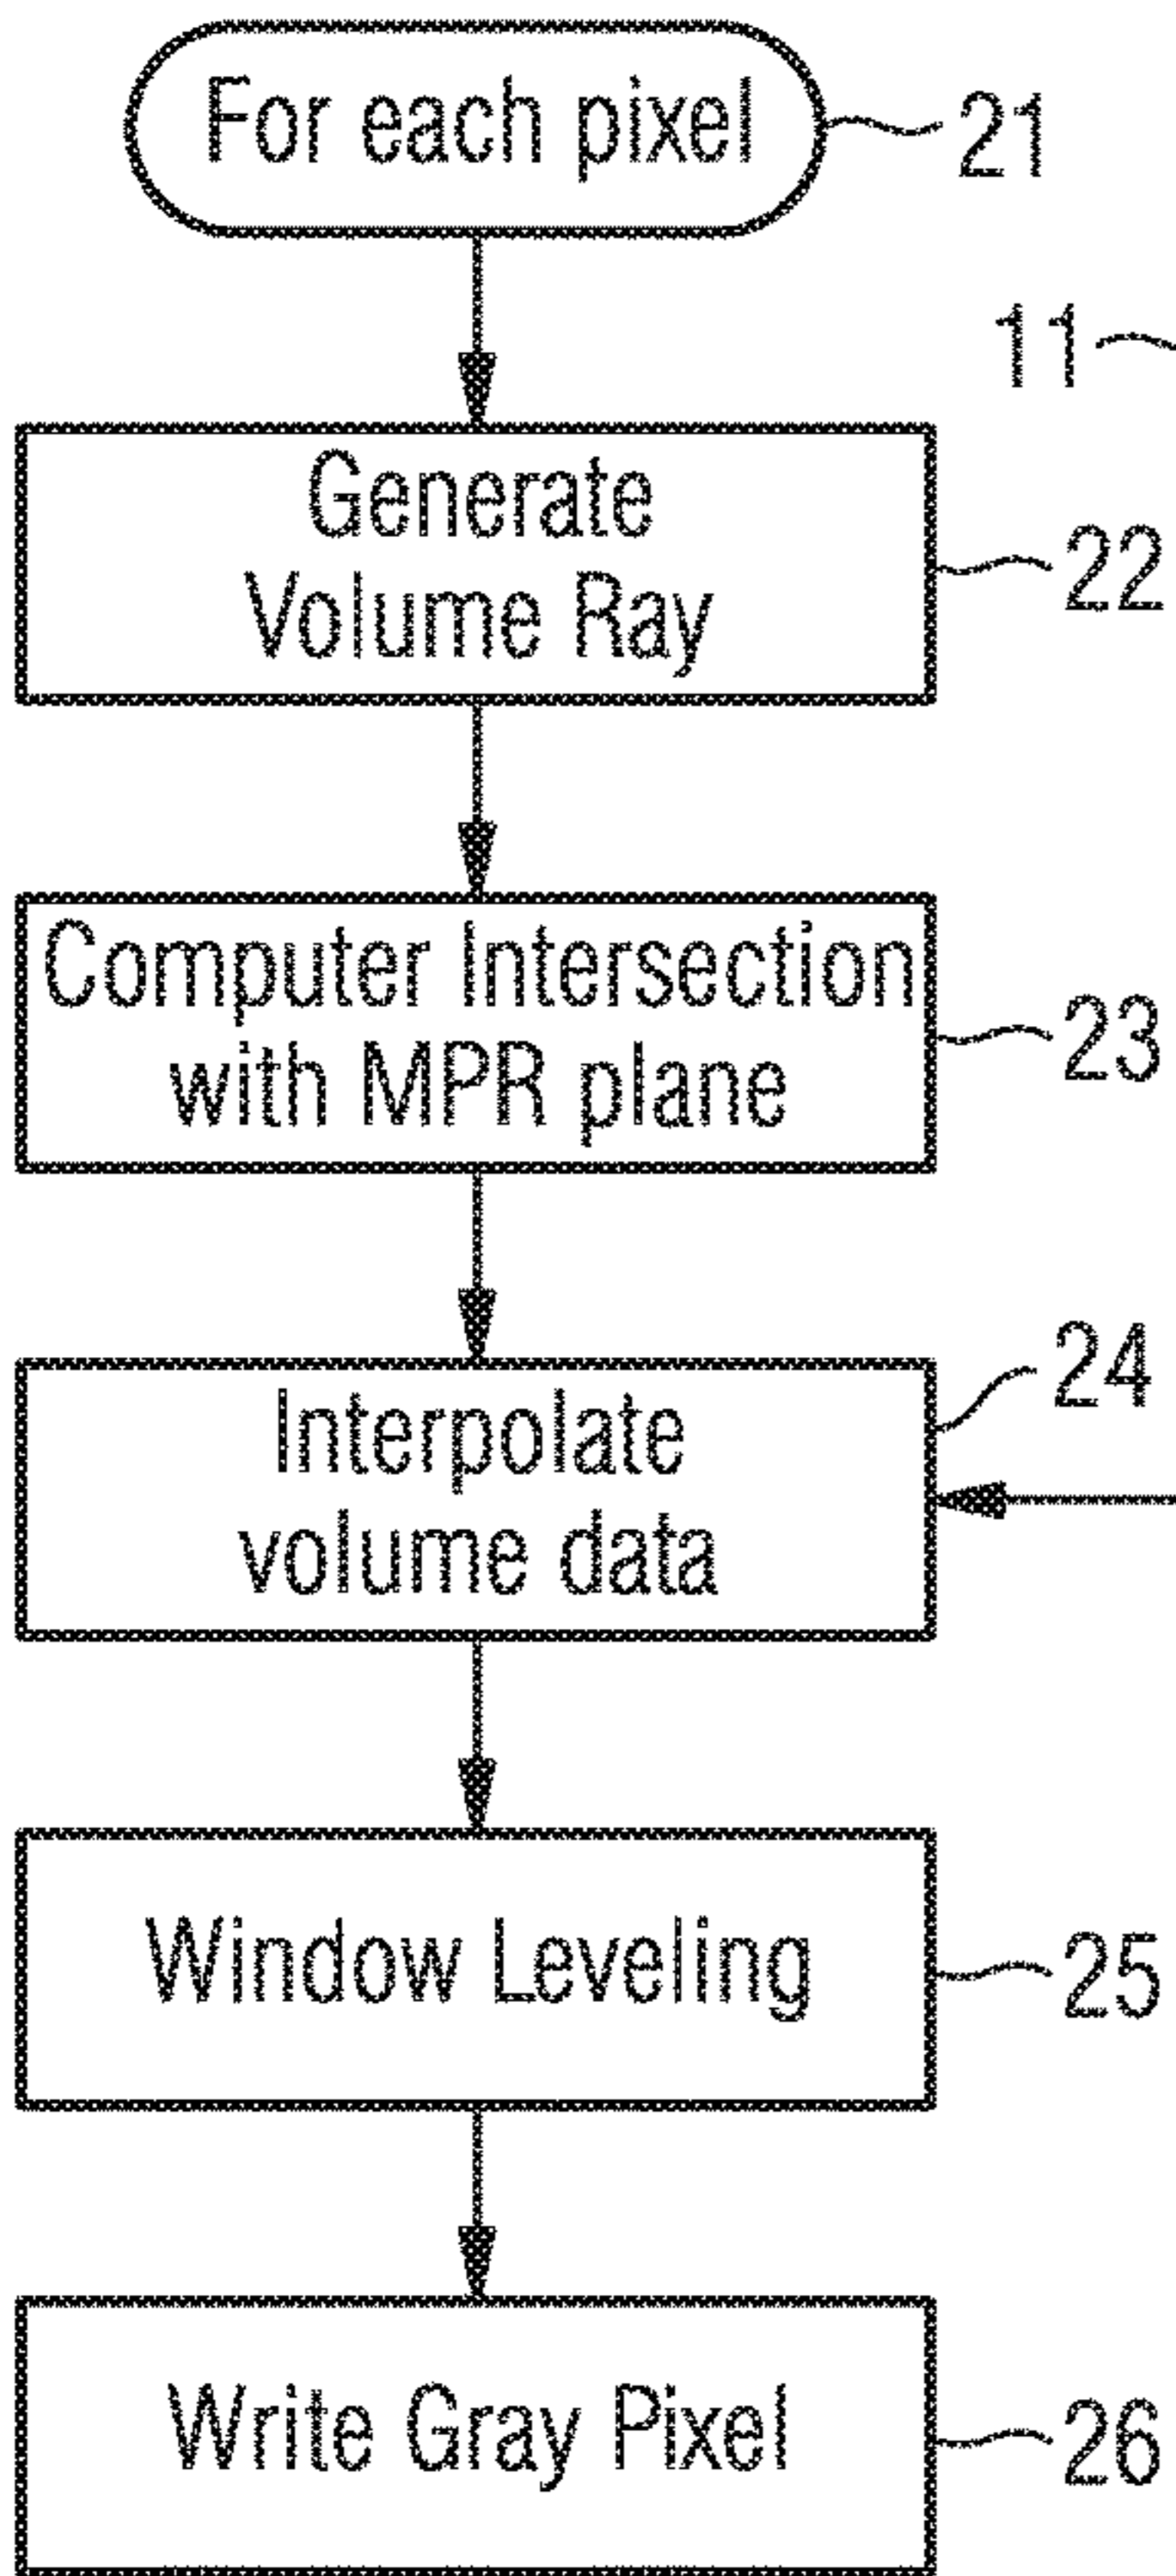 For each pixel
21
11
Generate
Volume Ray
22
Computer Intersection
with MPR plane
23
24
Interpolate
volume data
Window Leveling
25
Write Gray Pixel
26